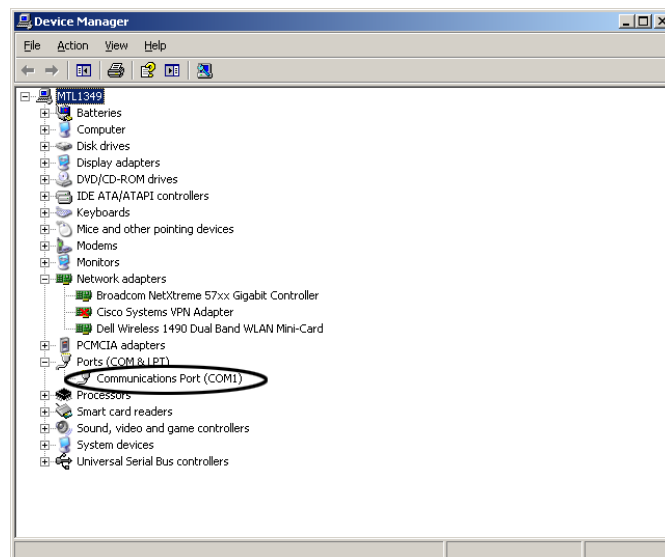 Device Manager
File Action View Help
MTL1349
Batteries
Computer
Disk drives
Display adapters
DVD/CD-ROM drives
IDE ATA/ATAPI controllers
Keyboards
Mice and other pointing devices
Modems
Monitors
Network adapters
Broadcom NetXtreme 57xx Gigabit Controller
Cisco Systems VPN Adapter
Dell Wireless 1490 Dual Band WLAN Mini-Card
PCMCIA adapters
Ports (COM & LPT)
Communications Port (COM1)
Processors
Smart card readers
Sound, video and game controllers
System devices
Universal Serial Bus controllers